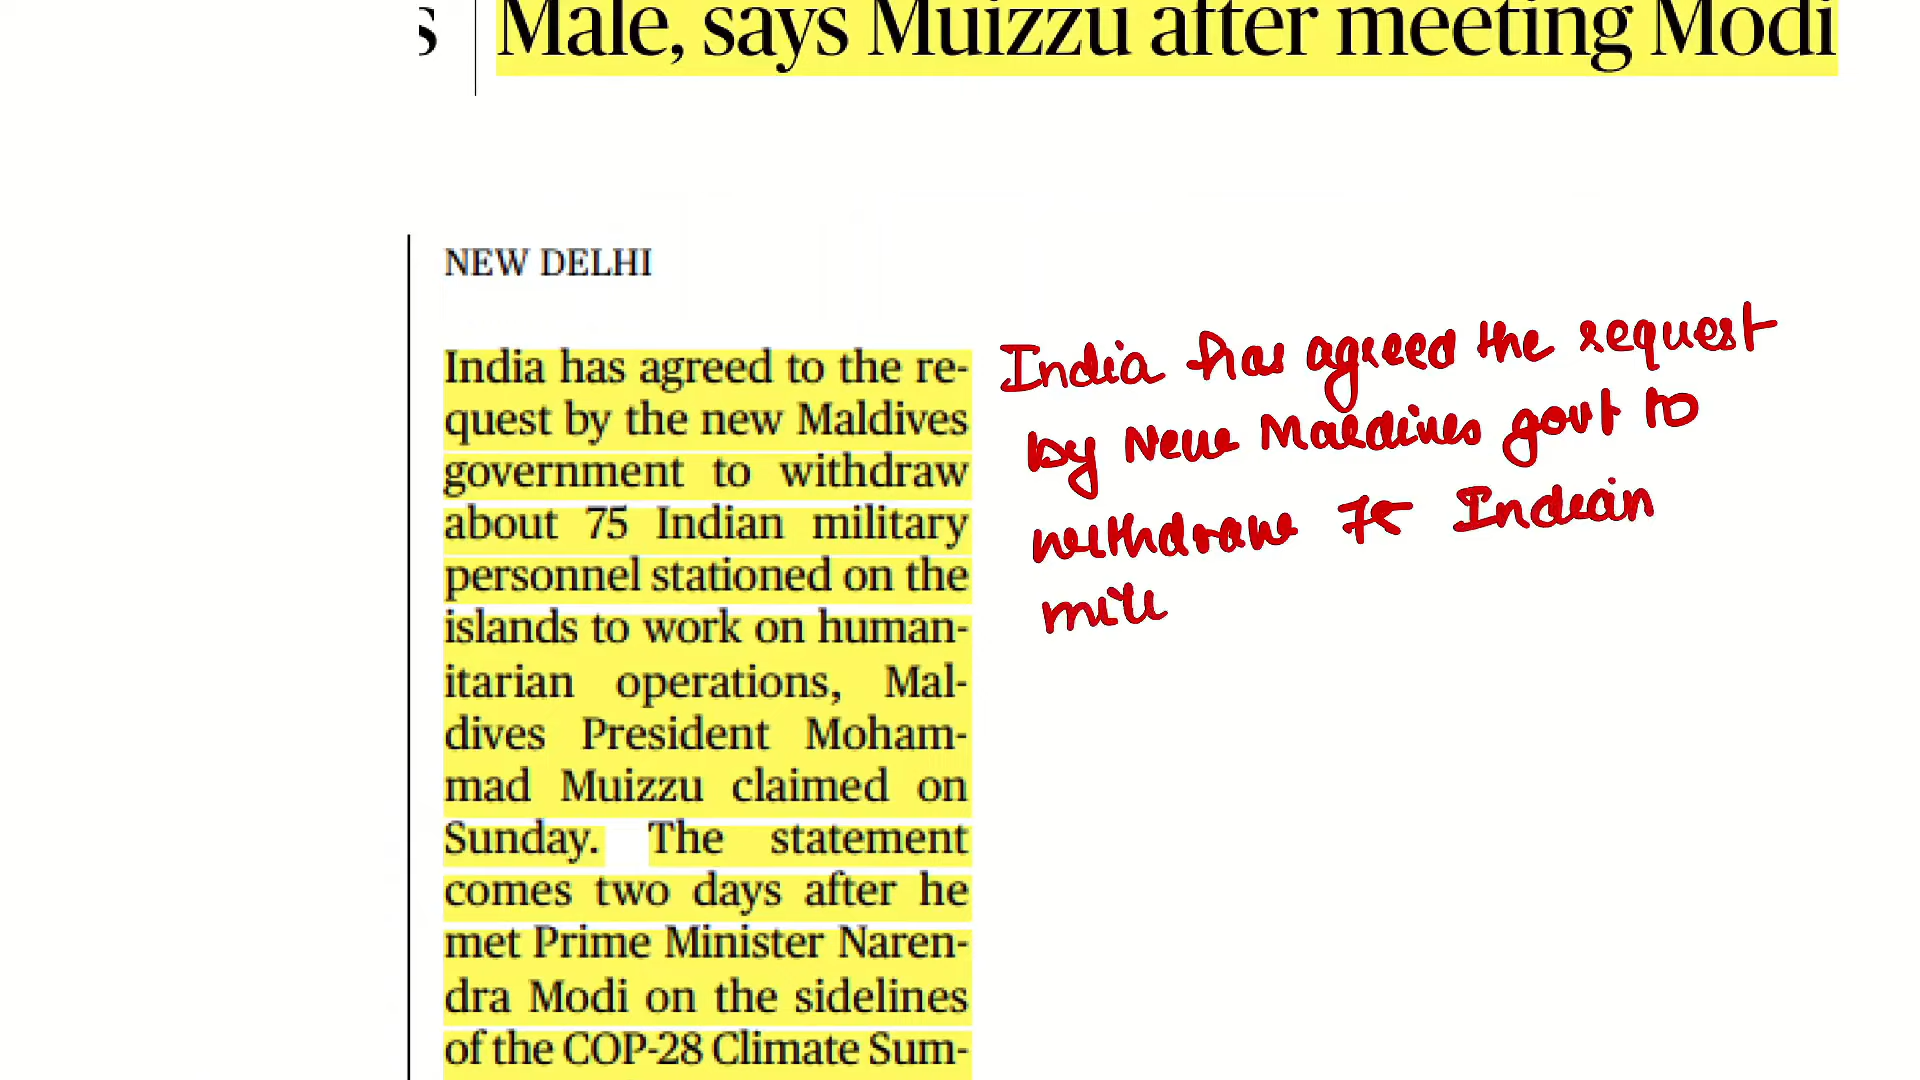 s
Male, says Muizzu after meeting Modi
NEW DELHI
India has agreed to the re-
quest by the new Maldives
government to withdraw
about 75 Indian military
personnel stationed on the
islands to work on human-
itarian operations, Mal-
dives President Moham-
mad Muizzu claimed on
Sunday. The statement
comes two days after he
met Prime Minister Naren-
dra Modi on the sidelines
of the COP-28 Climate Sum-
India has agreed the request
by New Maldives govt to
withdraw 75 Indian
mili